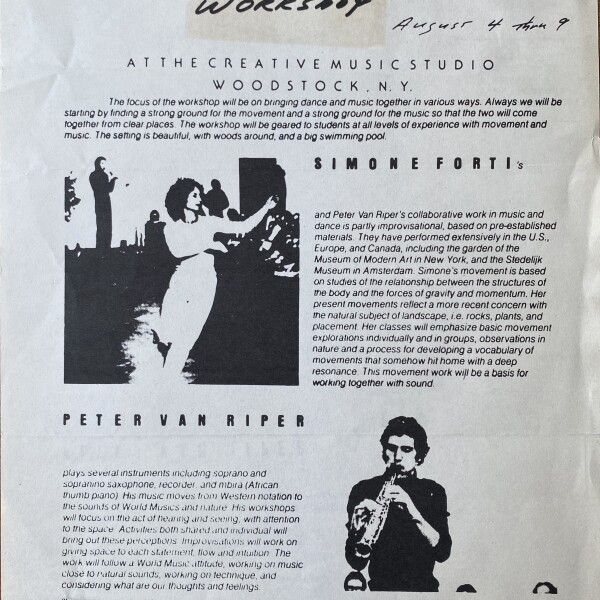 WORKSHOP
August 4 thru 9
AT THE CREATIVE MUSIC STUDIO
WOODSTOCK, N.Y.
The focus of the workshop will be on bringing dance and music together in various ways. Always we will be
starting by finding a strong ground for the movement and a strong ground for the music so that the two will come
together from clear places. The workshop will be geared to students at all levels of experience with movement and
music. The setting is beautiful, with woods around, and a big swimming pool.
SIMONE FORTI's
and Peter Van Riper's collaborative work in music and
dance is partly improvisational, based on pre-established
materials. They have performed extensively in the U.S.,
Europe, and Canada, including the garden of the
Museum of Modern Art in New York, and the Stedelijk
Museum in Amsterdam. Simone's movement is based
on studies of the relationship between the structures of
the body and the forces of gravity and momentum. Her
present movements reflect a more recent concern with
the natural subject of landscape, i.e. rocks, plants, and
placement. Her classes will emphasize basic movement
explorations individually and in groups, observations in
nature and a process for developing a vocabulary of
movements that somehow hit home with a deep
resonance. This movement work will be a basis for
working together with sound.
PETER VAN RIPER
plays several instruments including soprano and
sopranino saxophone, recorder, and mbira (African
thumb piano). His music moves from Western notation to
the sounds of World Musics and nature. His workshops
will focus on the act of hearing and seeing, with attention
to the space. Activities both shared and individual will
bring out these perceptions. Improvisations will work on
giving space to each statement, flow and intuition. The
work will follow a World Music attitude, working on music
close to natural sounds, working on technique, and
considering what are our thoughts and feelings.